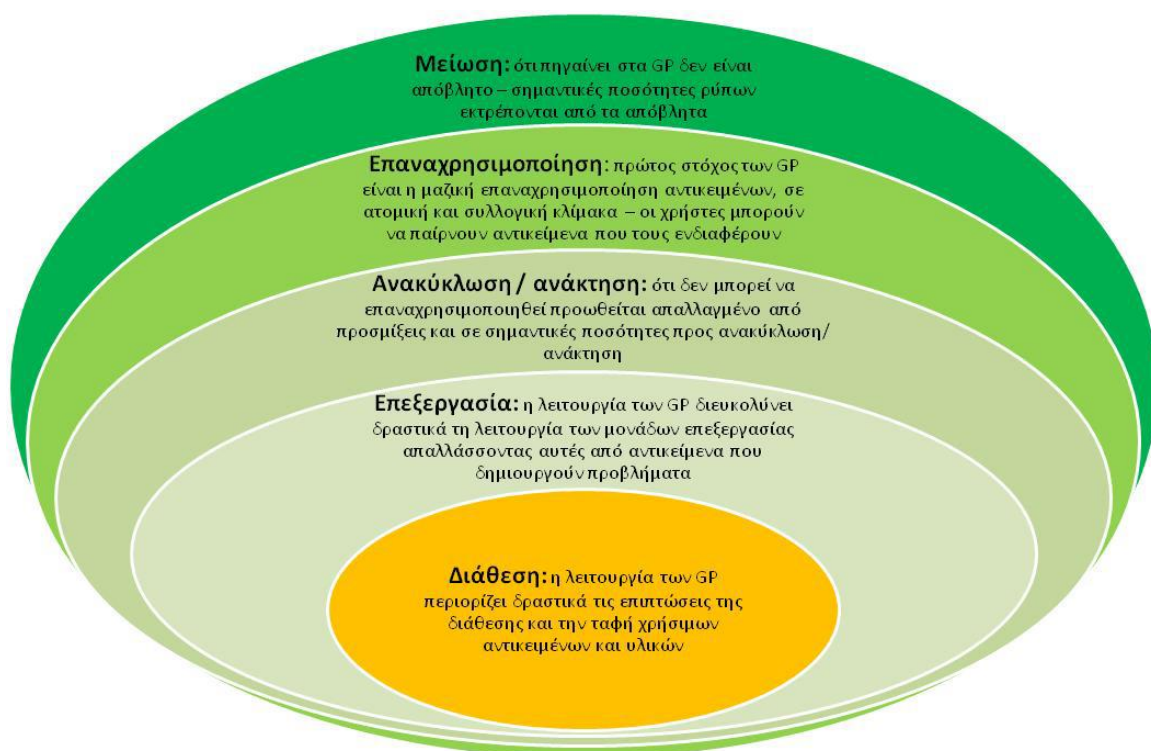 Μείωση: ότι πηγαίνει στα GP δεν είναι
απόβλητο – σημαντικές ποσότητες ρύπων
εκτρέπονται από τα απόβλητα
Επαναχρησιμοποίηση: πρώτος στόχος των GP
είναι η μαζική επαναχρησιμοποίηση αντικειμένων, σε
ατομική και συλλογική κλίμακα – οι χρήστες μπορούν
να παίρνουν αντικείμενα που τους ενδιαφέρουν
Ανακύκλωση / ανάκτηση: ότι δεν μπορεί να
επαναχρησιμοποιηθεί προωθείται απαλλαγμένο από
προσμίξεις και σε σημαντικές ποσότητες προς ανακύκλωση/
ανάκτηση
Επεξεργασία: η λειτουργία των GP διευκολύνει
δραστικά τη λειτουργία των μονάδων επεξεργασίας
απαλλάσσοντας αυτές από αντικείμενα που
δημιουργούν προβλήματα
Διάθεση: η λειτουργία των GP
περιορίζει δραστικά τις επιπτώσεις της
διάθεσης και την ταφή χρήσιμων
αντικειμένων και υλικών